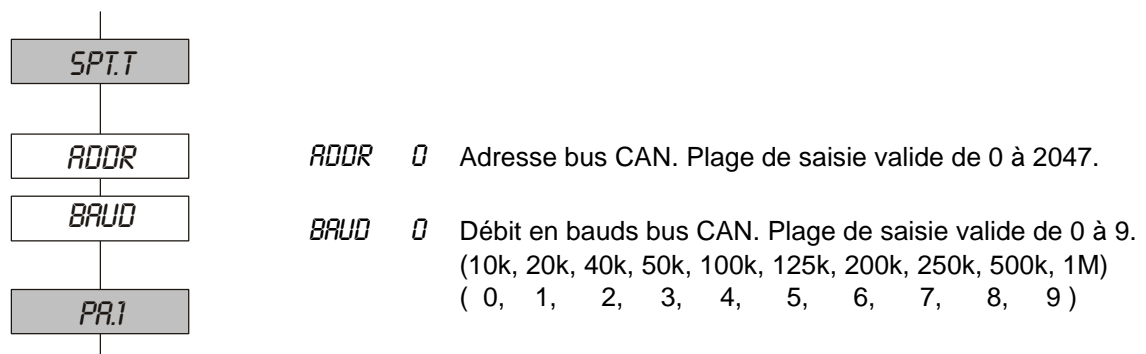 SPT.T
ADDR
ADDR 0 Adresse bus CAN. Plage de saisie valide de 0 à 2047.
BAUD
BAUD 0 Débit en bauds bus CAN. Plage de saisie valide de 0 à 9.
(10k, 20k, 40k, 50k, 100k, 125k, 200k, 250k, 500k, 1M)
( 0, 1, 2, 3, 4, 5, 6, 7, 8, 9 )
PA.1